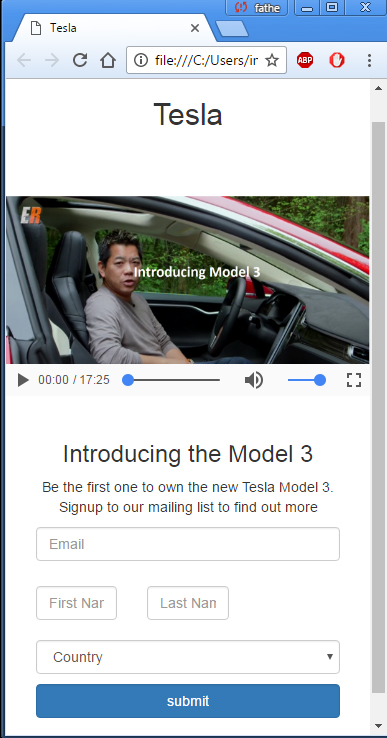 fathe
Tesla
file:///C:/Users/ir
ABP
Tesla
ER
Introducing Model 3
00:00 / 17:25
Introducing the Model 3
Be the first one to own the new Tesla Model 3.
Signup to our mailing list to find out more
Email
First Nar
Last Nam
Country
submit